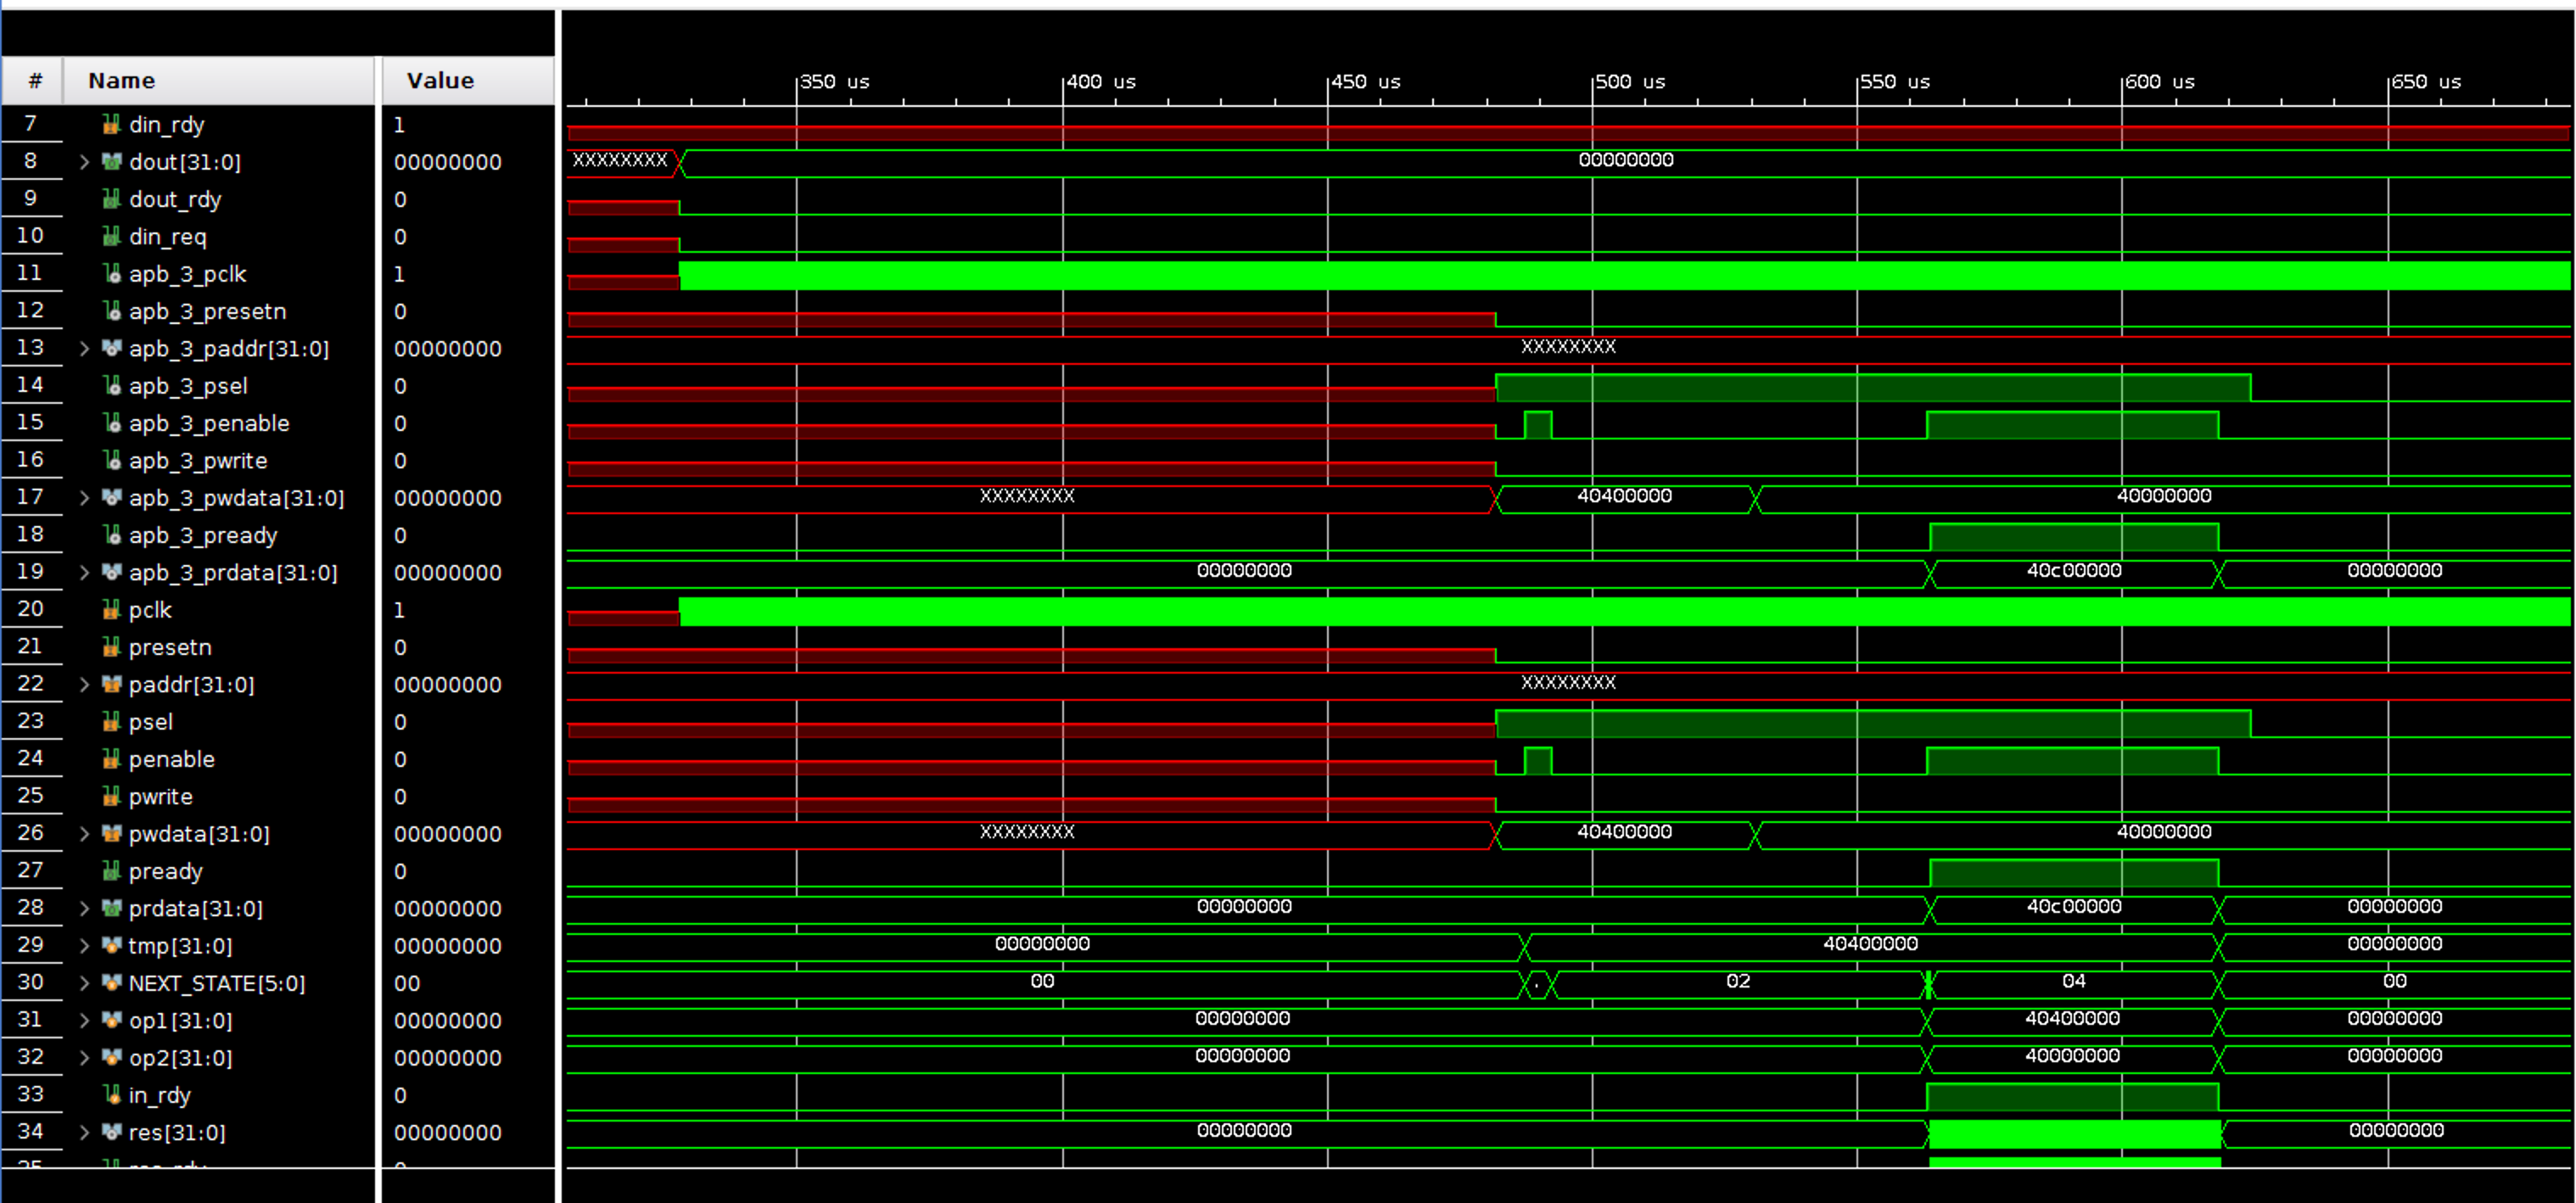 # Name Value 350 us 400 us 450 us 500 us 550 us 600 us 650 us
7 din_rdy 1
8 dout[31:0] 00000000 XXXXXXXX 00000000
9 dout_rdy 0
10 din_req 0
11 apb_3_pclk 1
12 apb_3_presetn 0
13 apb_3_paddr[31:0] 00000000 XXXXXXXX
14 apb_3_psel 0
15 apb_3_penable 0
16 apb_3_pwrite 0
17 apb_3_pwdata[31:0] 00000000 XXXXXXXX 40400000 40000000
18 apb_3_pready 0
19 apb_3_prdata[31:0] 00000000 00000000 40c00000 00000000
20 pclk 1
21 presetn 0
22 paddr[31:0] 00000000 XXXXXXXX
23 psel 0
24 penable 0
25 pwrite 0
26 pwdata[31:0] 00000000 XXXXXXXX 40400000 40000000
27 pready 0
28 prdata[31:0] 00000000 00000000 40c00000 00000000
29 tmp[31:0] 00000000 00000000 40400000 00000000
30 NEXT_STATE[5:0] 00 00 . 02 04 00
31 op1[31:0] 00000000 00000000 40400000 00000000
32 op2[31:0] 00000000 00000000 40000000 00000000
33 in_rdy 0
34 res[31:0] 00000000 00000000 00000000